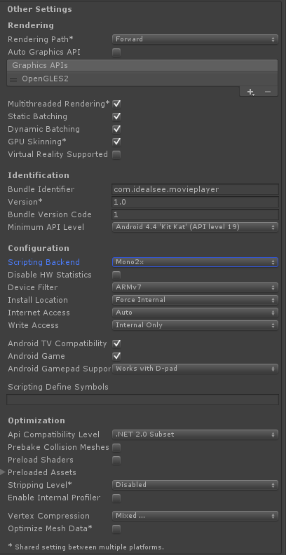 Other Settings
Rendering
Rendering Path* Forward
Auto Graphics API
Graphics APIs
OpenGLES2
+ −
Multithreaded Rendering*
Static Batching
Dynamic Batching
GPU Skinning*
Virtual Reality Supported
Identification
Bundle Identifier com.idealsee.movieplayer
Version* 1.0
Bundle Version Code 1
Minimum API Level Android 4.4 'Kit Kat' (API level 19)
Configuration
Scripting Backend Mono2x
Disable HW Statistics
Device Filter ARMv7
Install Location Force Internal
Internet Access Auto
Write Access Internal Only
Android TV Compatibility
Android Game
Android Gamepad Suppor Works with D-pad
Scripting Define Symbols
Optimization
Api Compatibility Level .NET 2.0 Subset
Prebake Collision Meshes
Preload Shaders
Preloaded Assets
Stripping Level* Disabled
Enable Internal Profiler
Vertex Compression Mixed ...
Optimize Mesh Data*
* Shared setting between multiple platforms.